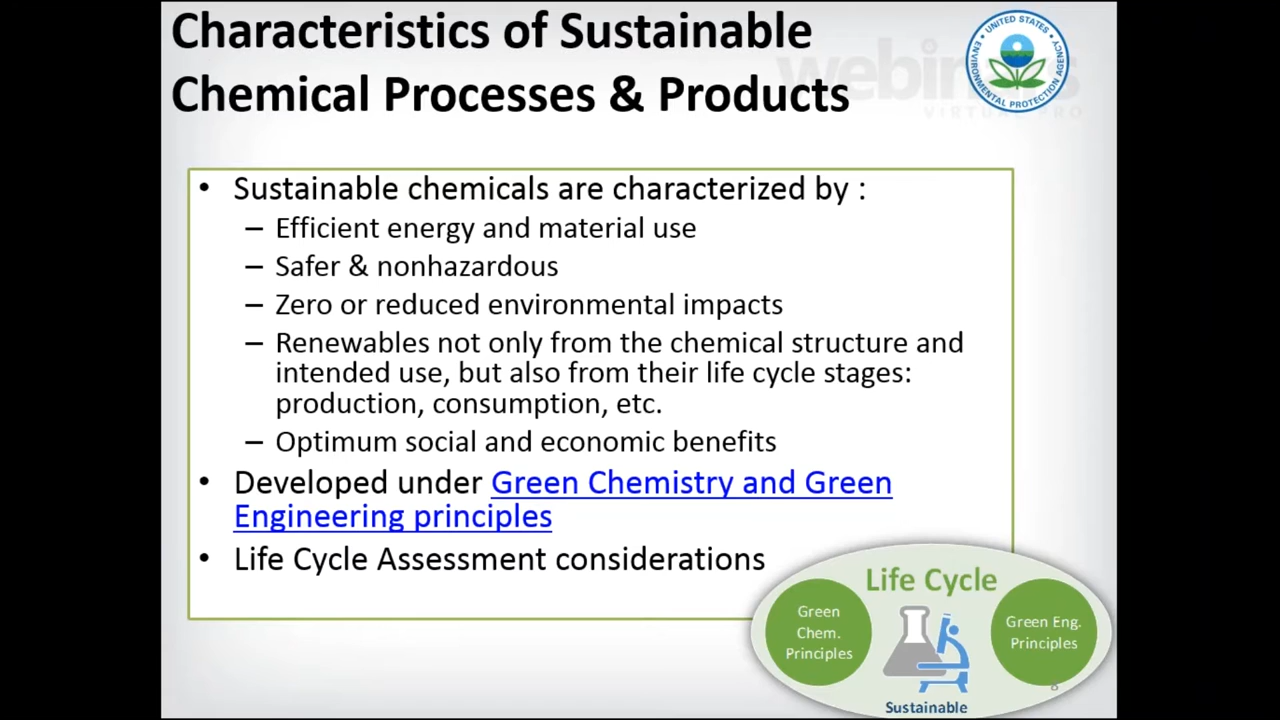 Characteristics of Sustainable
Chemical Processes & Products
UNITED STATES
ENVIRONMENTAL PROTECTION AGENCY
VIRTUAL PRO
• Sustainable chemicals are characterized by :
– Efficient energy and material use
– Safer & nonhazardous
– Zero or reduced environmental impacts
– Renewables not only from the chemical structure and
intended use, but also from their life cycle stages:
production, consumption, etc.
– Optimum social and economic benefits
• Developed under Green Chemistry and Green
Engineering principles
• Life Cycle Assessment considerations
Life Cycle
Green
Chem.
Principles
Green Eng.
Principles
Sustainable
8